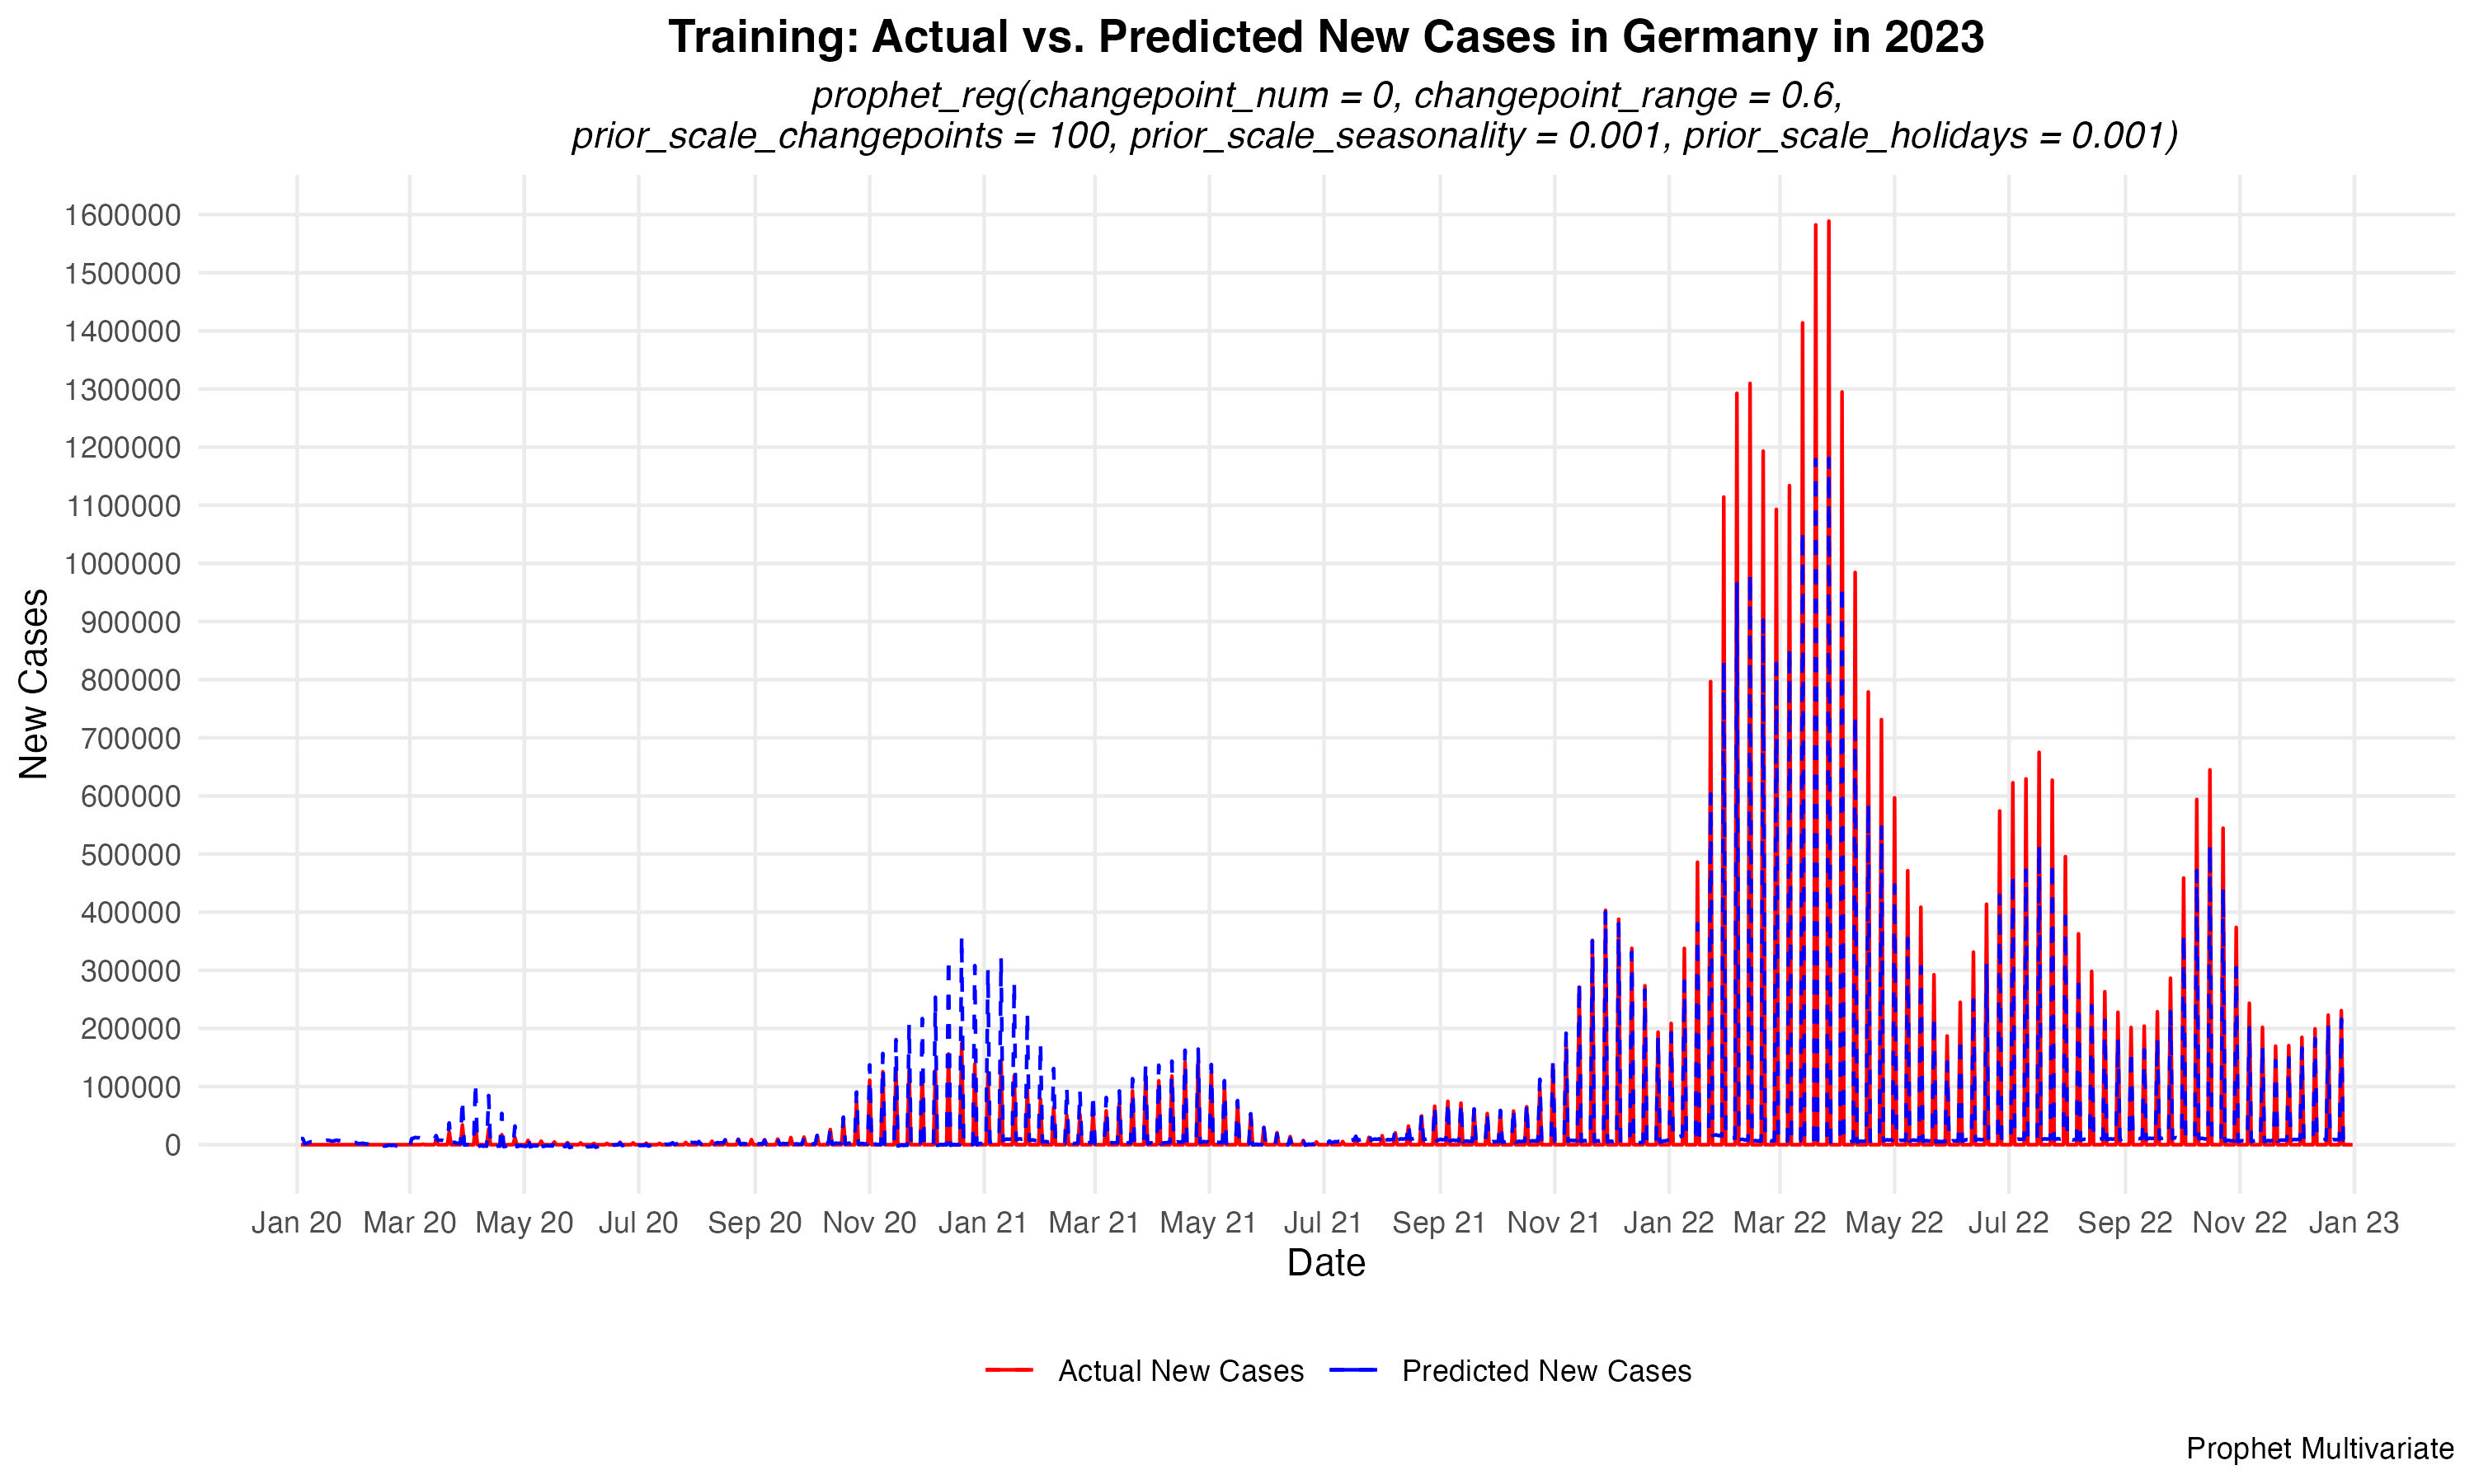 Training: Actual vs. Predicted New Cases in Germany in 2023
prophet_reg(changepoint_num = 0, changepoint_range = 0.6,
prior_scale_changepoints = 100, prior_scale_seasonality = 0.001, prior_scale_holidays = 0.001)
New Cases
1600000
1500000
1400000
1300000
1200000
1100000
1000000
900000
800000
700000
600000
500000
400000
300000
200000
100000
0
Jan 20 Mar 20 May 20 Jul 20 Sep 20 Nov 20 Jan 21 Mar 21 May 21 Jul 21 Sep 21 Nov 21 Jan 22 Mar 22 May 22 Jul 22 Sep 22 Nov 22 Jan 23
Date
Actual New Cases Predicted New Cases
Prophet Multivariate